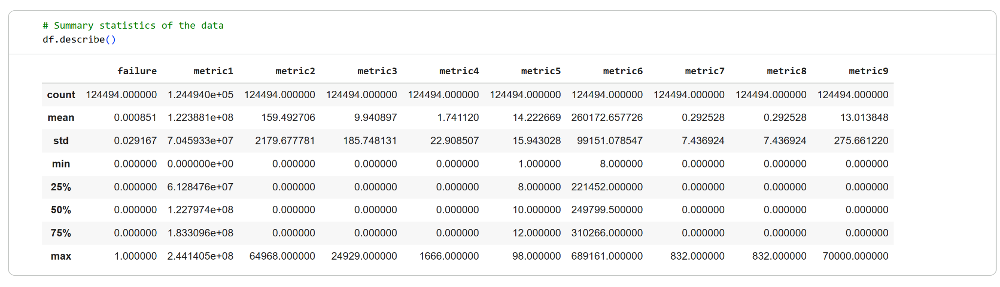 # Summary statistics of the data
df.describe()
failure metric1 metric2 metric3 metric4 metric5 metric6 metric7 metric8 metric9
count 124494.000000 1.244940e+05 124494.000000 124494.000000 124494.000000 124494.000000 124494.000000 124494.000000 124494.000000 124494.000000
mean 0.000851 1.223881e+08 159.492706 9.940897 1.741120 14.222669 260172.657726 0.292528 0.292528 13.013848
std 0.029167 7.045933e+07 2179.677781 185.748131 22.908507 15.943028 99151.078547 7.436924 7.436924 275.661220
min 0.000000 0.000000e+00 0.000000 0.000000 0.000000 1.000000 8.000000 0.000000 0.000000 0.000000
25% 0.000000 6.128476e+07 0.000000 0.000000 0.000000 8.000000 221452.000000 0.000000 0.000000 0.000000
50% 0.000000 1.227974e+08 0.000000 0.000000 0.000000 10.000000 249799.500000 0.000000 0.000000 0.000000
75% 0.000000 1.833096e+08 0.000000 0.000000 0.000000 12.000000 310266.000000 0.000000 0.000000 0.000000
max 1.000000 2.441405e+08 64968.000000 24929.000000 1666.000000 98.000000 689161.000000 832.000000 832.000000 70000.000000